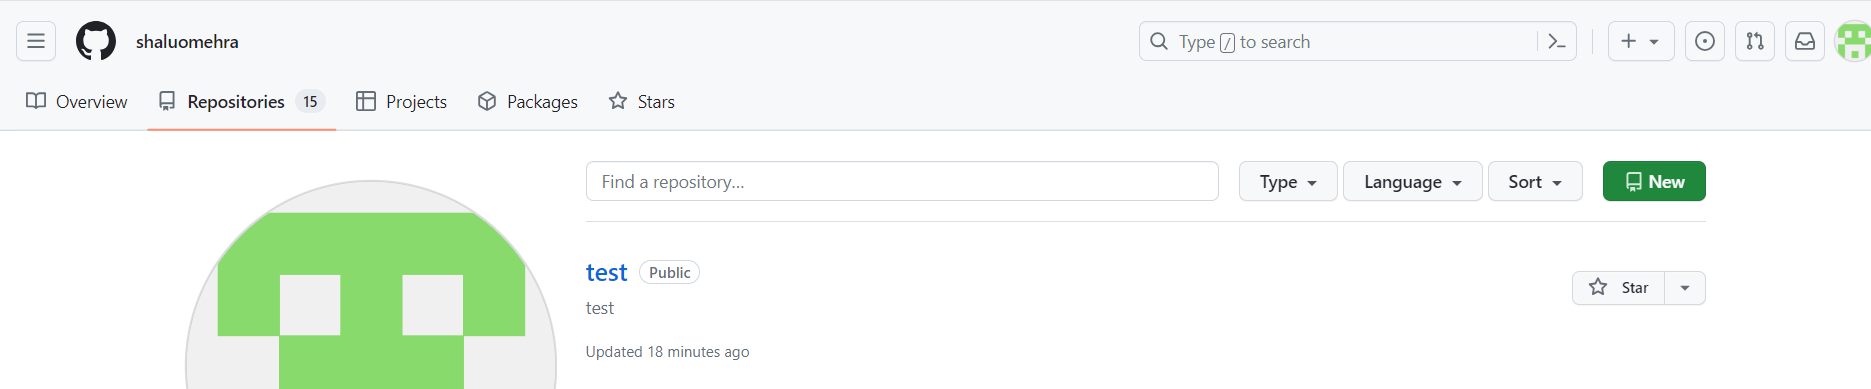 shaluomehra
Type / to search
Overview Repositories 15 Projects Packages Stars
Find a repository... Type Language Sort New
test Public
Star
test
Updated 18 minutes ago